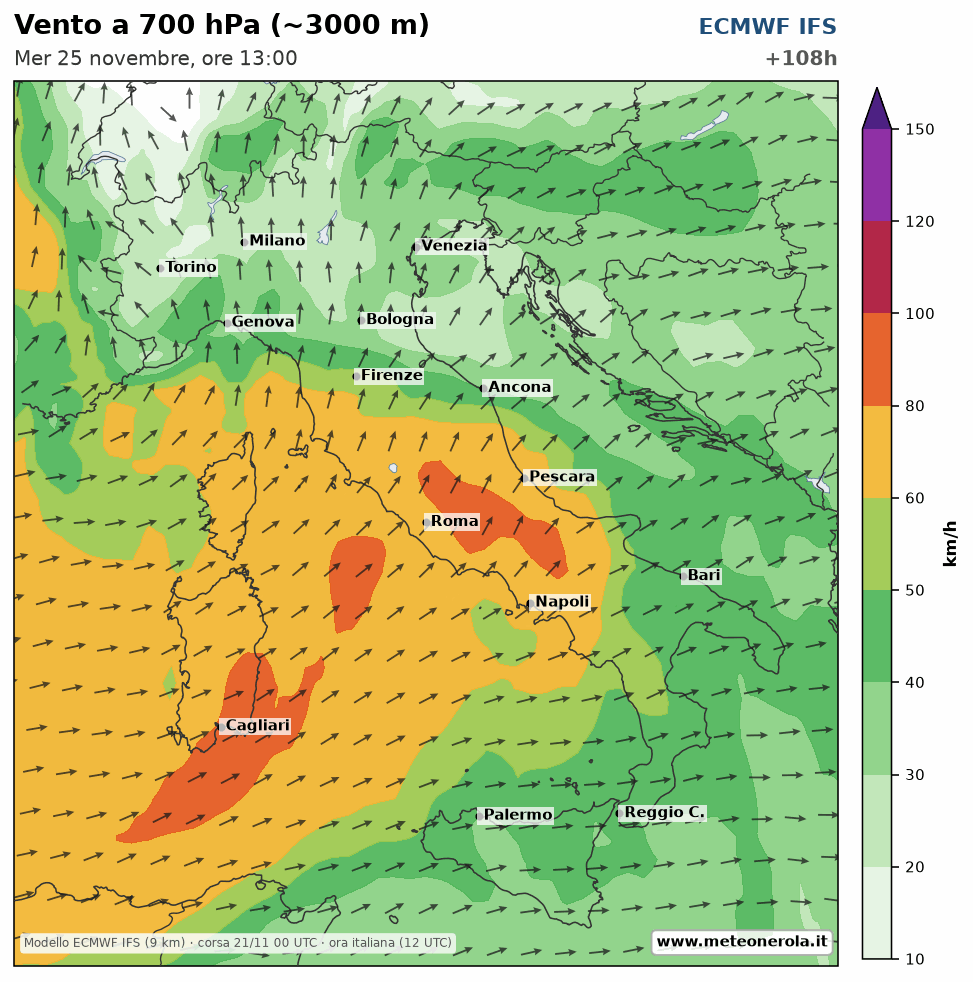 Vento a 700 hPa (~3000 m)
ECMWF IFS
Mer 25 novembre, ore 13:00
+108h
Milano
Venezia
Torino
Genova
Bologna
Firenze
Ancona
Pescara
Roma
Bari
Napoli
Cagliari
Palermo
Reggio C.
150
120
100
80
60
50
40
30
20
10
km/h
Modello ECMWF IFS (9 km) · corsa 21/11 00 UTC · ora italiana (12 UTC)
www.meteonerola.it